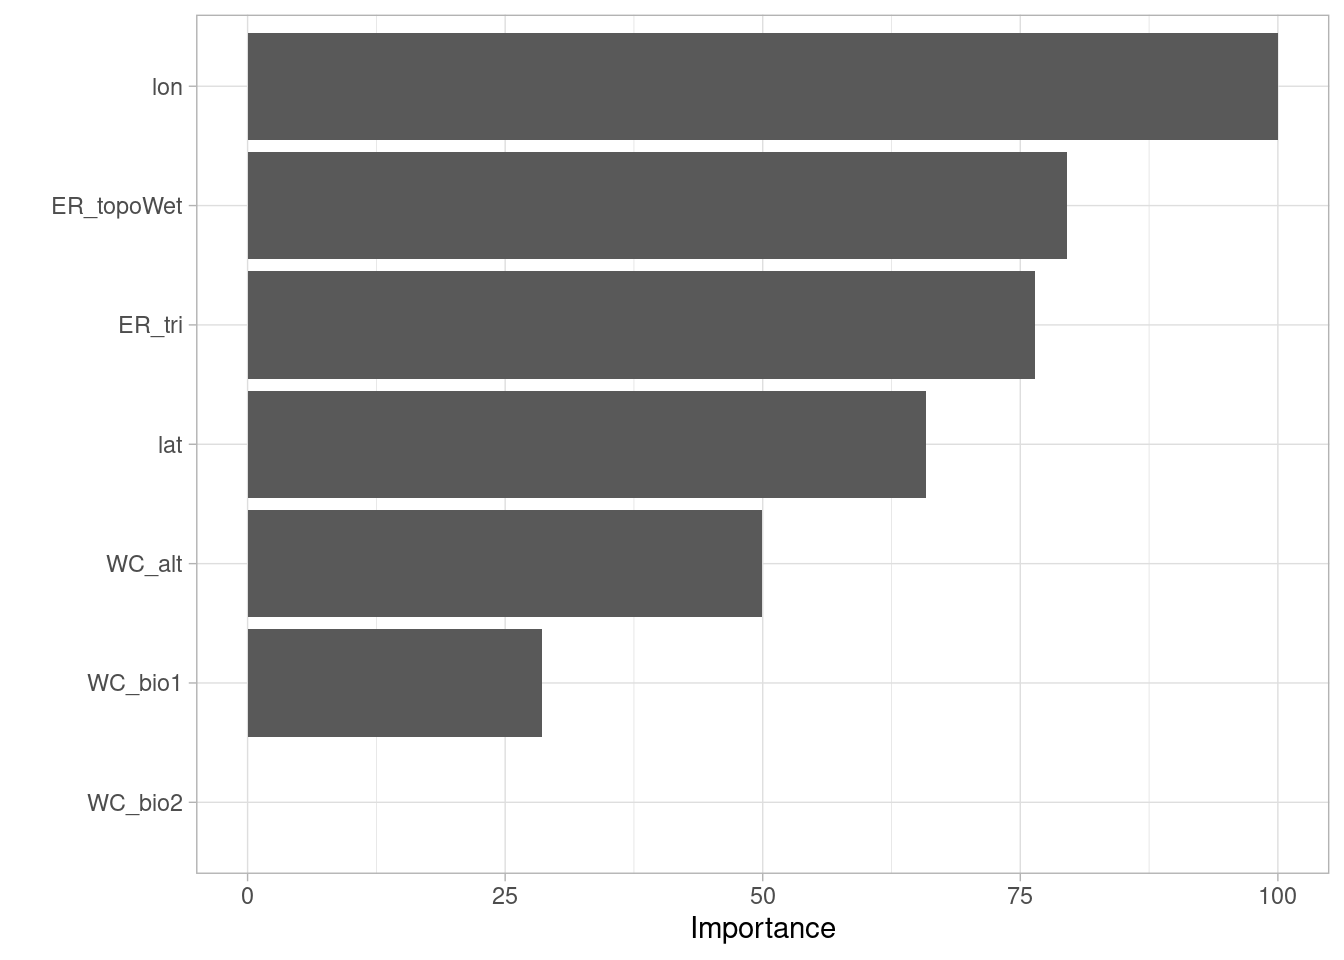 lon
ER_topoWet
ER_tri
lat
WC_alt
WC_bio1
WC_bio2
0 25 50 75 100
Importance